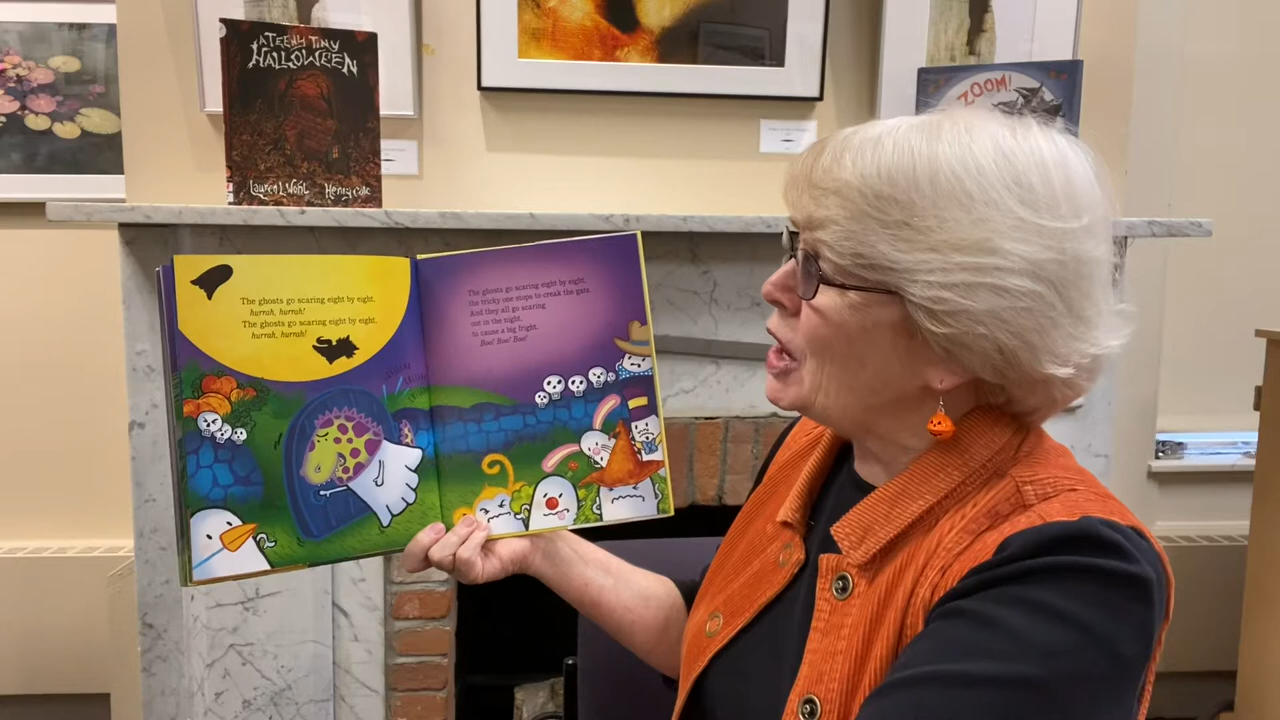 A TEENY TINY
HALLOWEEN
Lauren L. Wohl
Henry Cole
ZOOM!
The ghosts go scaring eight by eight,
hurrah, hurrah!
The ghosts go scaring eight by eight,
hurrah, hurrah!
The ghosts go scaring eight by eight,
the tricky one stops to creak the gate.
And they all go scaring
out in the night,
to cause a big fright.
Boo! Boo! Boo!